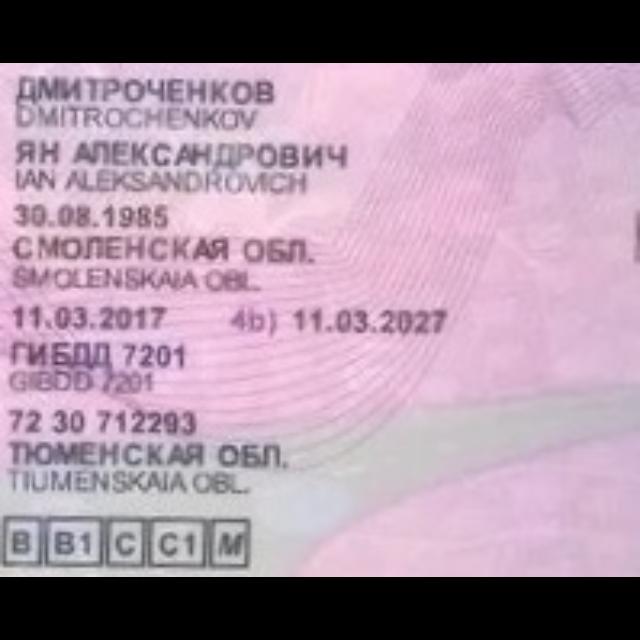 ДМИТРОЧЕНКОВ
DMITROCHENKOV
ЯН АЛЕКСАНДРОВИЧ
IAN ALEKSANDROVICH
30.08.1985
СМОЛЕНСКАЯ ОБЛ.
SMOLENSKAIA OBL.
11.03.2017 4b) 11.03.2027
ГИБДД 7201
GIBDD 7201
72 30 712293
ТЮМЕНСКАЯ ОБЛ.
TIUMENSKAIA OBL.
B B1 C C1 M